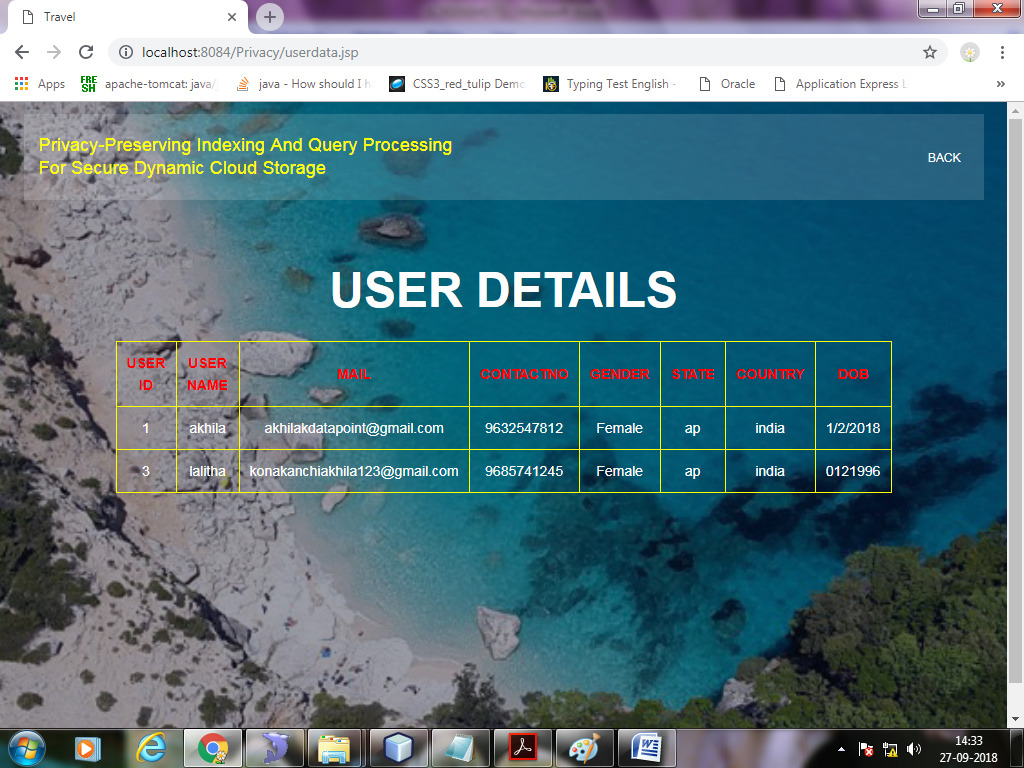 Travel
localhost:8084/Privacy/userdata.jsp
Apps FRESH apache-tomcat: java/ java - How should I h CSS3_red_tulip Demo Typing Test English - Oracle Application Express L »
Privacy-Preserving Indexing And Query Processing
For Secure Dynamic Cloud Storage
BACK
USER DETAILS
USER ID USER NAME MAIL CONTACTNO GENDER STATE COUNTRY DOB
1 akhila akhilakdatapoint@gmail.com 9632547812 Female ap india 1/2/2018
3 lalitha konakanchiakhila123@gmail.com 9685741245 Female ap india 0121996
14:33
27-09-2018